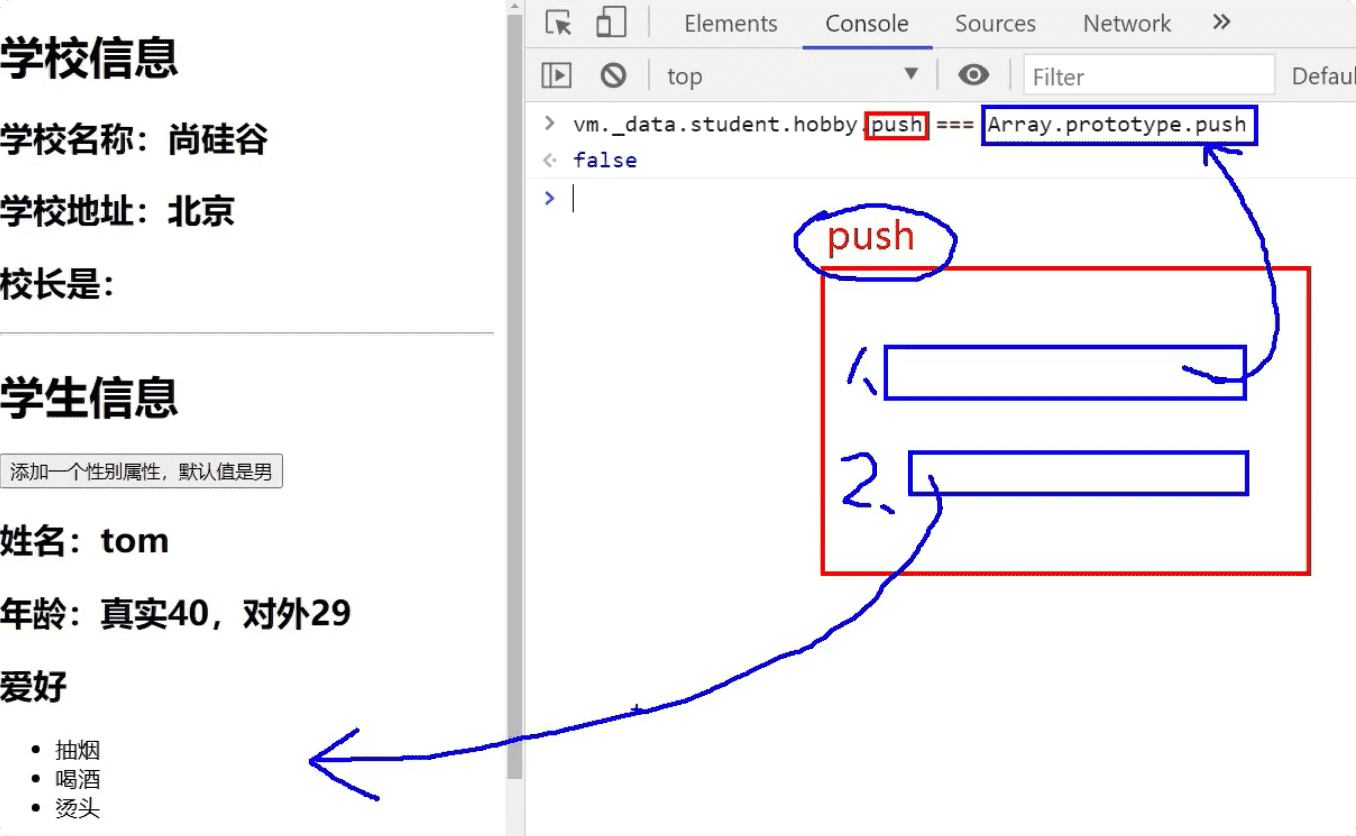 学校信息
学校名称：尚硅谷
学校地址：北京
校长是：
学生信息
添加一个性别属性，默认值是男
姓名：tom
年龄：真实40，对外29
爱好
抽烟
喝酒
烫头
Elements Console Sources Network
top Filter Defaul
vm._data.student.hobby.push === Array.prototype.push
false
push
1、
2、